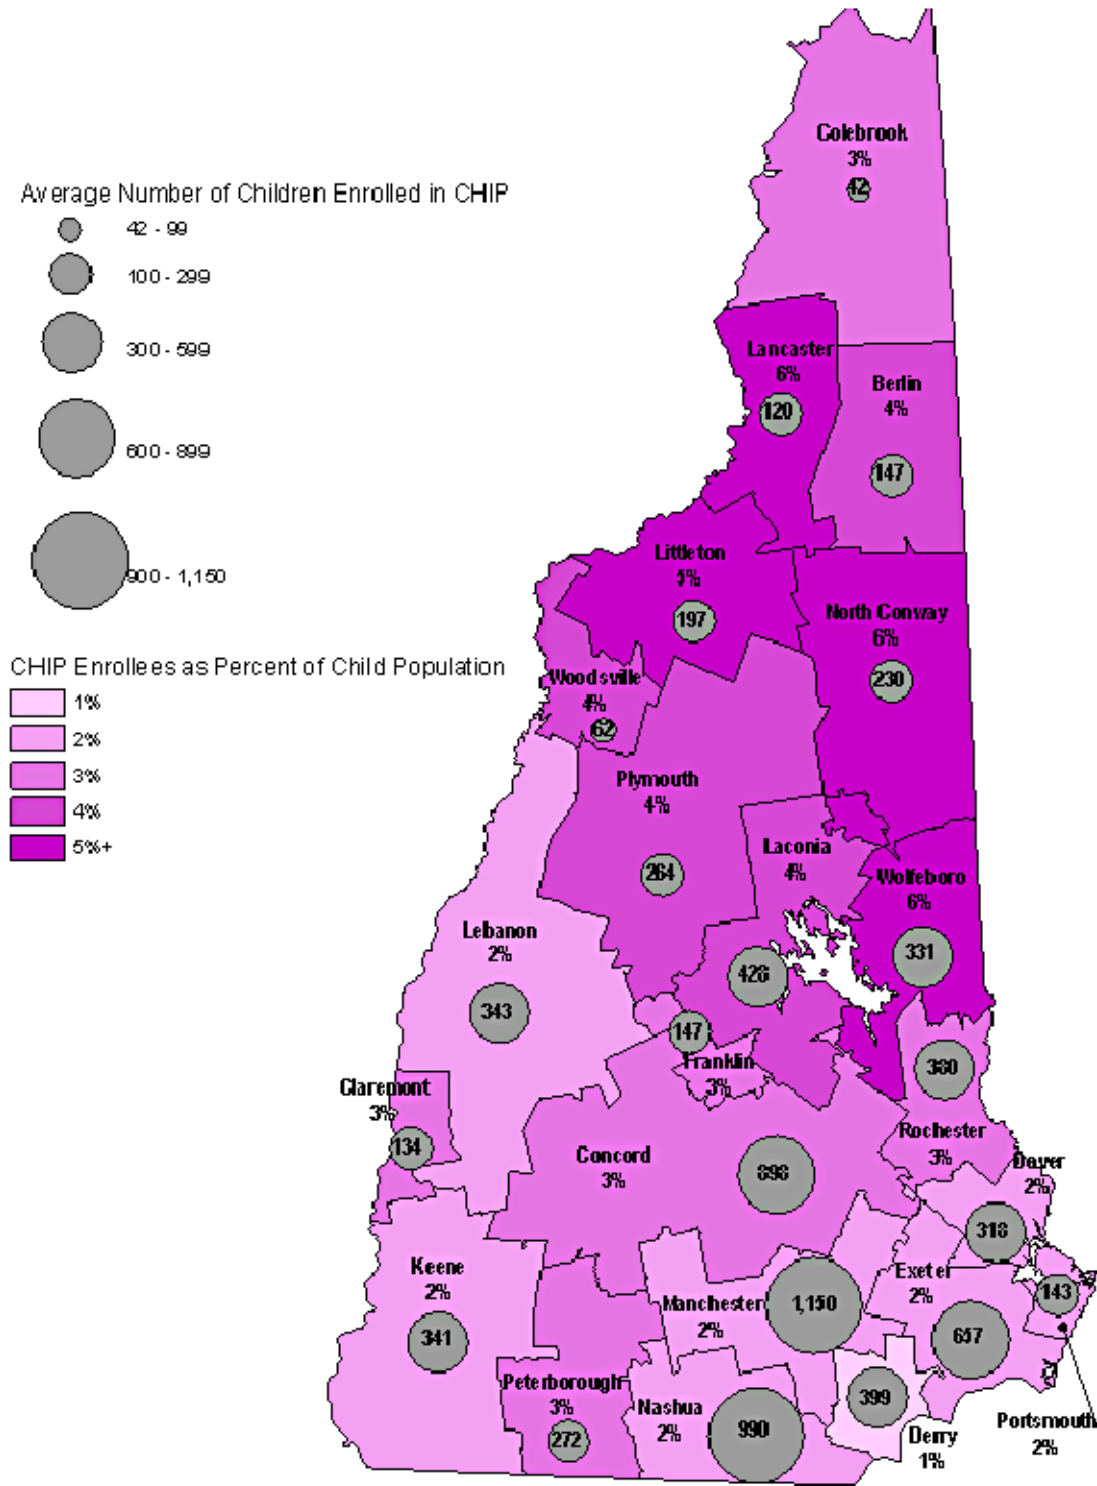 Average Number of Children Enrolled in CHIP
42 - 99
100 - 299
300 - 599
600 - 899
900 - 1,150
CHIP Enrollees as Percent of Child Population
1%
2%
3%
4%
5%+
Colebrook
3%
42
Lancaster
6%
120
Berlin
4%
147
Littleton
5%
197
North Conway
6%
230
Woodsville
4%
62
Plymouth
4%
264
Laconia
4%
428
Wolfeboro
6%
331
Lebanon
2%
343
147
Franklin
3%
380
Rochester
3%
Claremont
3%
134
Concord
3%
898
Dover
2%
318
Keene
2%
341
Manchester
2%
1,150
Exeter
2%
657
143
Portsmouth
2%
Peterborough
3%
272
Nashua
2%
990
399
Derry
1%